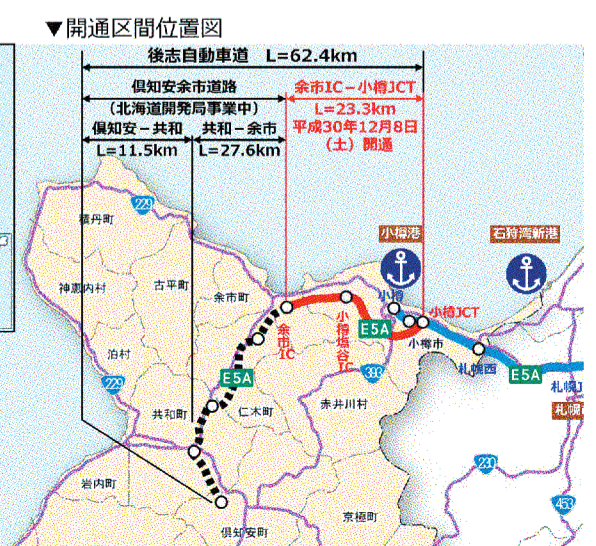 ▼開通区間位置図
後志自動車道 L=62.4km
倶知安余市道路
(北海道開発局事業中)
余市IC-小樽JCT
L=23.3km
平成30年12月8日
(土)開通
倶知安-共和
L=11.5km
共和-余市
L=27.6km
229
積丹町
小樽港
石狩湾新港
神恵内村
古平町
余市町
小樽
小樽JCT
余市IC
小樽塩谷IC
E5A
小樽市
札幌西
E5A
札幌J
泊村
229
E5A
393
共和町
仁木町
赤井川村
札幌
岩内町
230
453
倶知安町
京極町